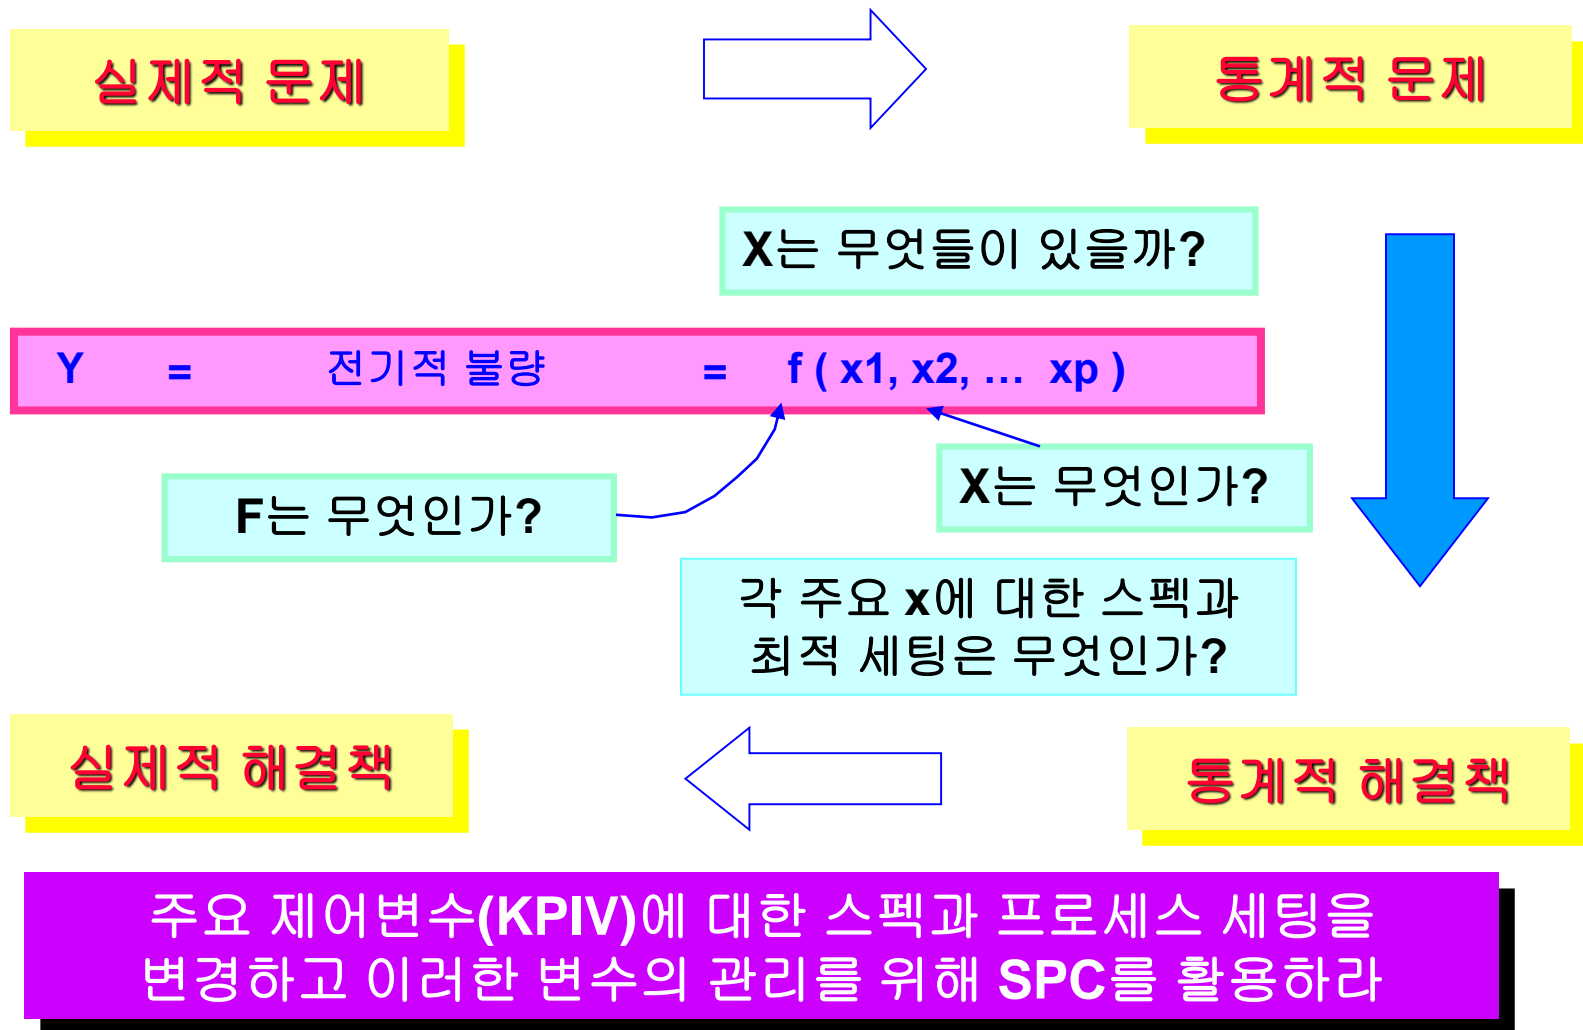 실제적 문제
통계적 문제
X는 무엇들이 있을까?
Y = 전기적 불량 = f ( x1, x2, … xp )
F는 무엇인가?
X는 무엇인가?
각 주요 x에 대한 스펙과
최적 세팅은 무엇인가?
실제적 해결책
통계적 해결책
주요 제어변수(KPIV)에 대한 스펙과 프로세스 세팅을
변경하고 이러한 변수의 관리를 위해 SPC를 활용하라